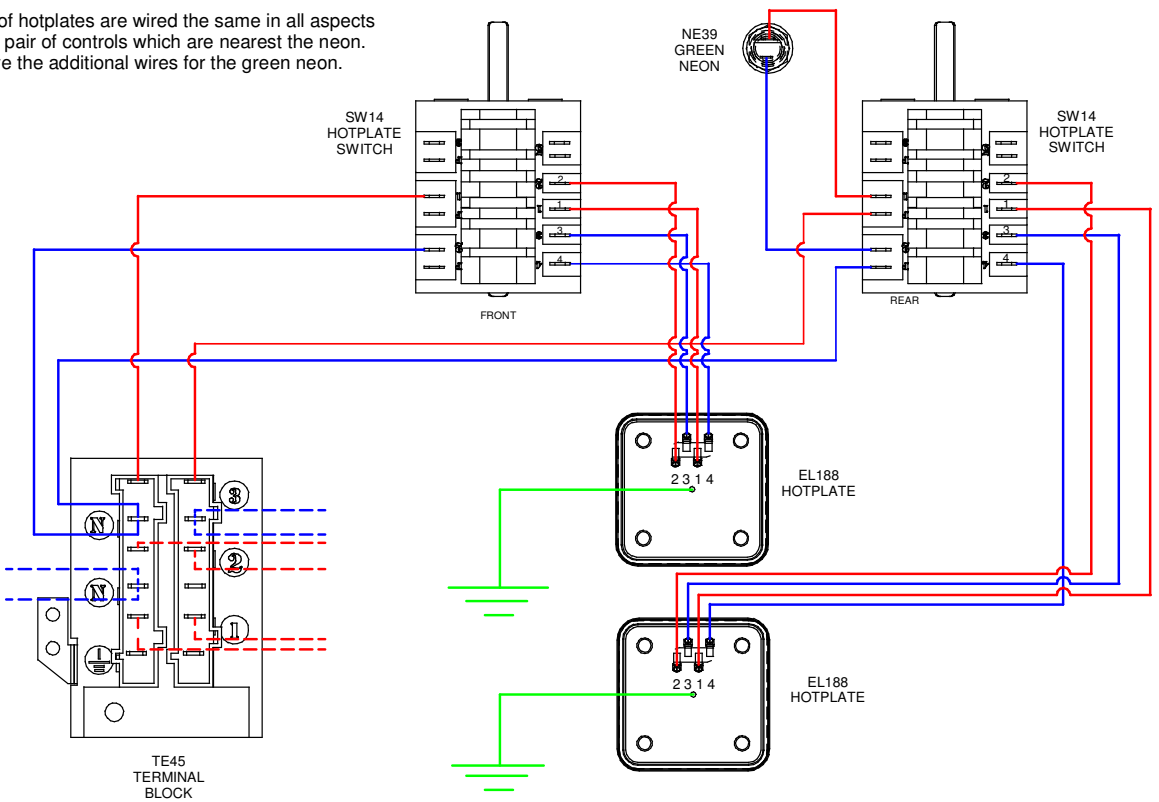 of hotplates are wired the same in all aspects
pair of controls which are nearest the neon.
e the additional wires for the green neon.
NE39
GREEN
NEON
SW14
HOTPLATE
SWITCH
SW14
HOTPLATE
SWITCH
2
1
3
4
2
1
3
4
FRONT
REAR
EL188
HOTPLATE
2 3 1 4
EL188
HOTPLATE
2 3 1 4
3
N
2
N
1
TE45
TERMINAL
BLOCK